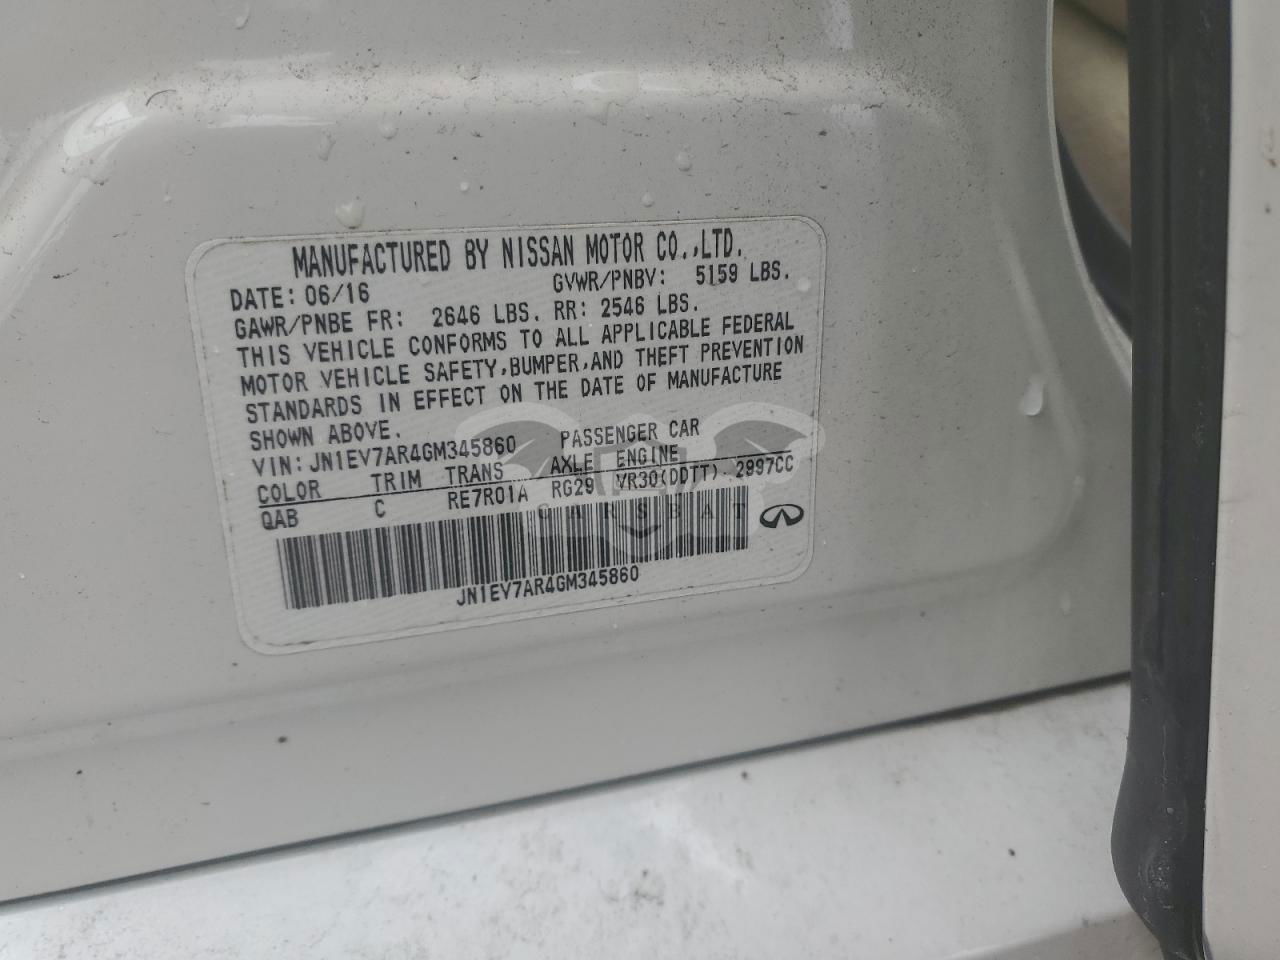 MANUFACTURED BY NISSAN MOTOR CO.,LTD.
DATE: 06/16 GVWR/PNBV: 5159 LBS.
GAWR/PNBE FR: 2646 LBS. RR: 2546 LBS.
THIS VEHICLE CONFORMS TO ALL APPLICABLE FEDERAL
MOTOR VEHICLE SAFETY,BUMPER,AND THEFT PREVENTION
STANDARDS IN EFFECT ON THE DATE OF MANUFACTURE
SHOWN ABOVE.
VIN: JN1EV7AR4GM345860 PASSENGER CAR
COLOR TRIM TRANS AXLE ENGINE
QAB C RE7R01A RG29 VR30(DDTT) 2997CC
CARSBAT
JN1EV7AR4GM345860